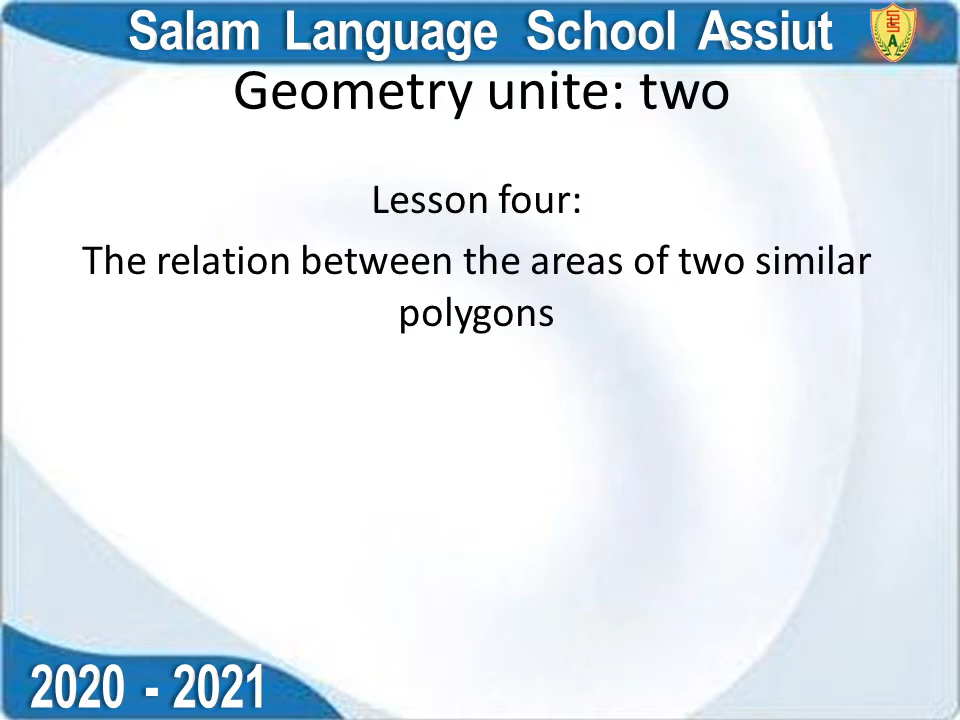 Salam Language School Assiut
Geometry unite: two
Lesson four:
The relation between the areas of two similar
polygons
2020 - 2021